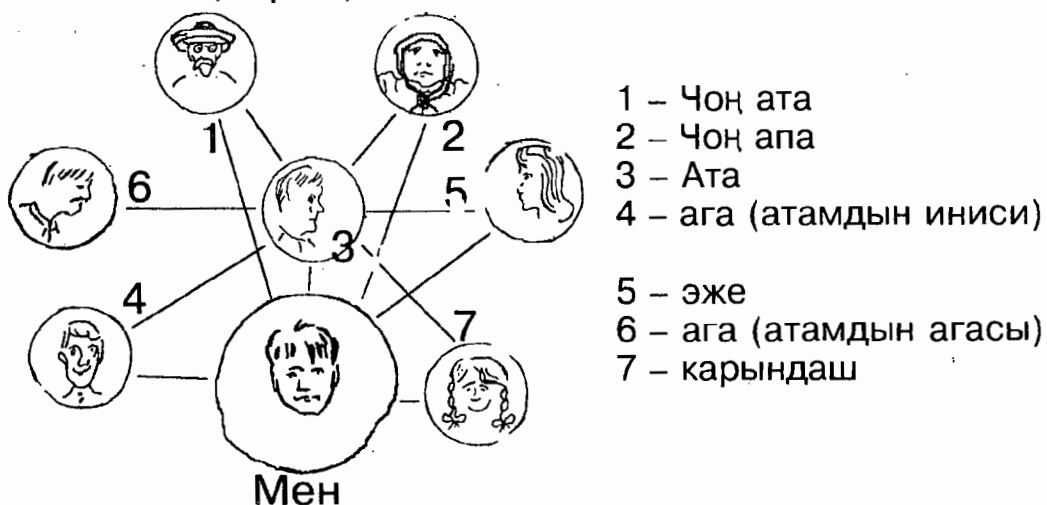 1
2
6
5
3
4
7
Мен
1 – Чоң ата
2 – Чоң апа
3 – Ата
4 – ага (атамдын иниси)
5 – эже
6 – ага (атамдын агасы)
7 – карындаш